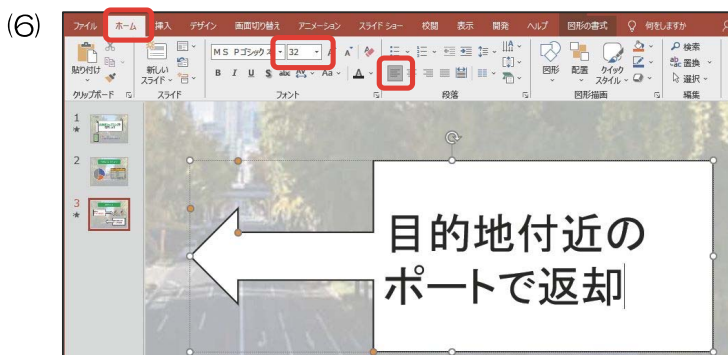 (6)
ファイル ホーム 挿入 デザイン 画面切り替え アニメーション スライド ショー 校閲 表示 開発 ヘルプ 図形の書式 何をしますか
貼り付け
新しい
スライド
ＭＳ Ｐゴシック 32
B I U S abc AV Aa A
図形 配置 クイック
スタイル
検索
置換
選択
クリップボード スライド フォント 段落 図形描画 編集
1
2
3
目的地付近の
ポートで返却